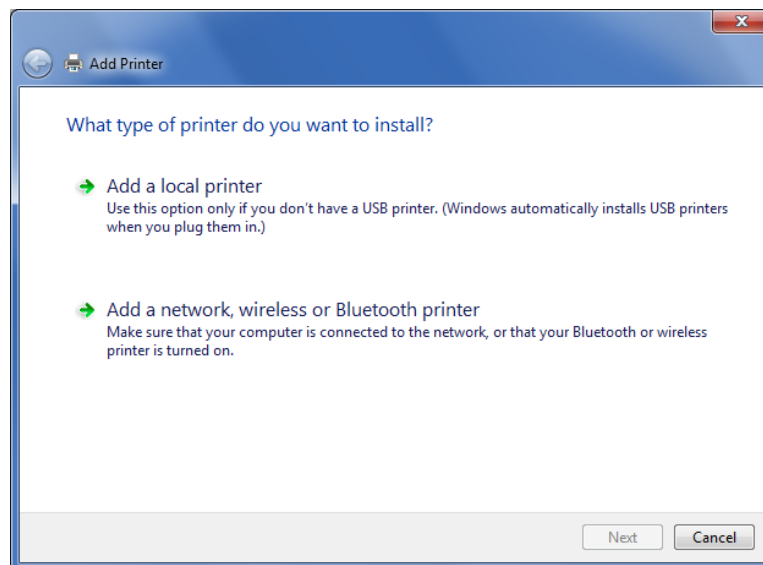 Add Printer
What type of printer do you want to install?
Add a local printer
Use this option only if you don't have a USB printer. (Windows automatically installs USB printers
when you plug them in.)
Add a network, wireless or Bluetooth printer
Make sure that your computer is connected to the network, or that your Bluetooth or wireless
printer is turned on.
Next
Cancel